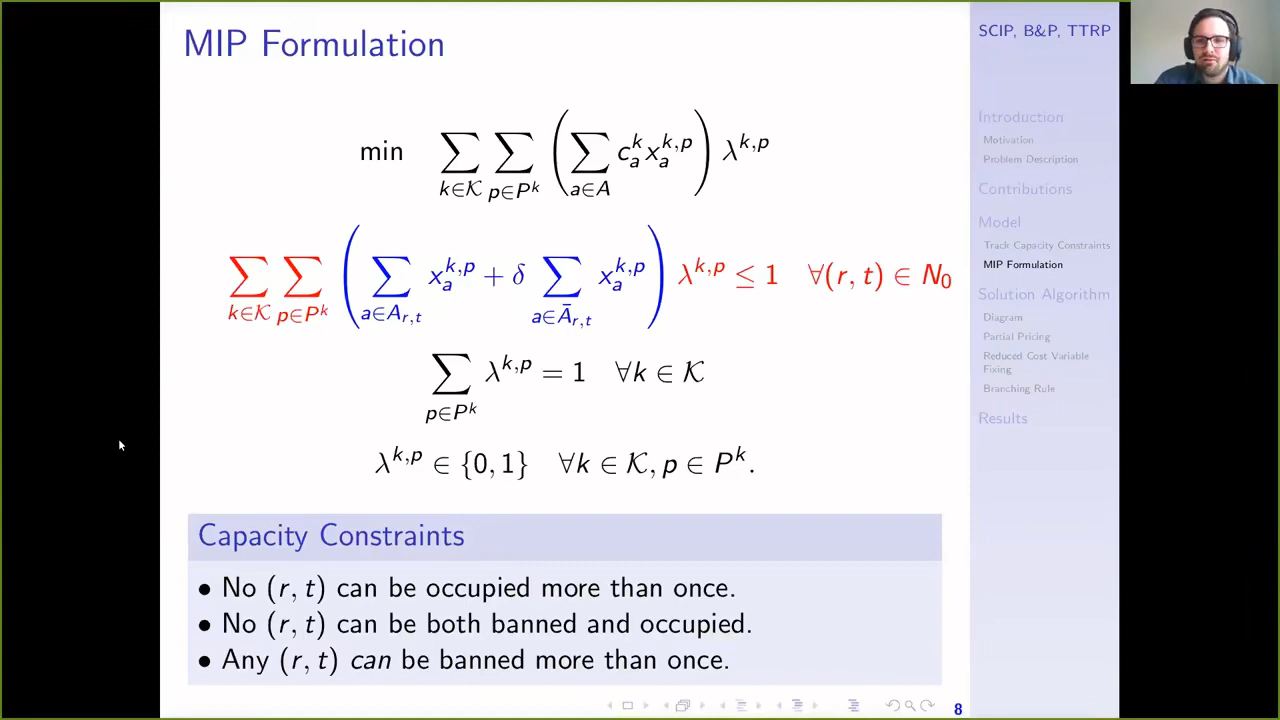 MIP Formulation
min ∑_{k∈𝒦} ∑_{p∈P^k} ( ∑_{a∈A} c_a^k x_a^{k,p} ) λ^{k,p}
∑_{k∈𝒦} ∑_{p∈P^k} ( ∑_{a∈A_{r,t}} x_a^{k,p} + δ ∑_{a∈Ā_{r,t}} x_a^{k,p} ) λ^{k,p} ≤ 1 ∀(r, t) ∈ N_0
∑_{p∈P^k} λ^{k,p} = 1 ∀k ∈ 𝒦
λ^{k,p} ∈ {0, 1} ∀k ∈ 𝒦, p ∈ P^k.
Capacity Constraints
• No (r, t) can be occupied more than once.
• No (r, t) can be both banned and occupied.
• Any (r, t) can be banned more than once.
8
SCIP, B&P, TTRP
Introduction
Motivation
Problem Description
Contributions
Model
Track Capacity Constraints
MIP Formulation
Solution Algorithm
Diagram
Partial Pricing
Reduced Cost Variable
Fixing
Branching Rule
Results